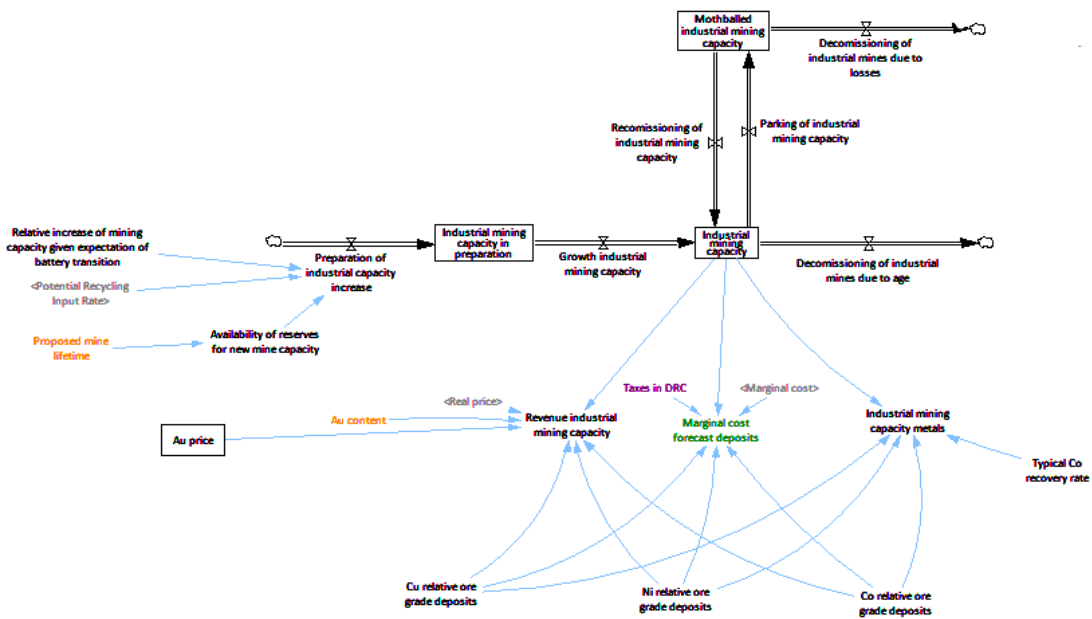 Mothballed
industrial mining
capacity
Decomissioning of
industrial mines due to
losses
Recomissioning of
industrial mining
capacity
Parking of industrial
mining capacity
Relative increase of mining
capacity given expectation of
battery transition
Preparation of
industrial capacity
increase
Industrial mining
capacity in
preparation
Growth industrial
mining capacity
Industrial
mining
capacity
Decomissioning of industrial
mines due to age
<Potential Recycling
Input Rate>
Proposed mine
lifetime
Availability of reserves
for new mine capacity
Taxes in DRC
<Marginal cost>
<Real price>
Au content
Au price
Revenue industrial
mining capacity
Marginal cost
forecast deposits
Industrial mining
capacity metals
Typical Co
recovery rate
Cu relative ore
grade deposits
Ni relative ore
grade deposits
Co relative ore
grade deposits